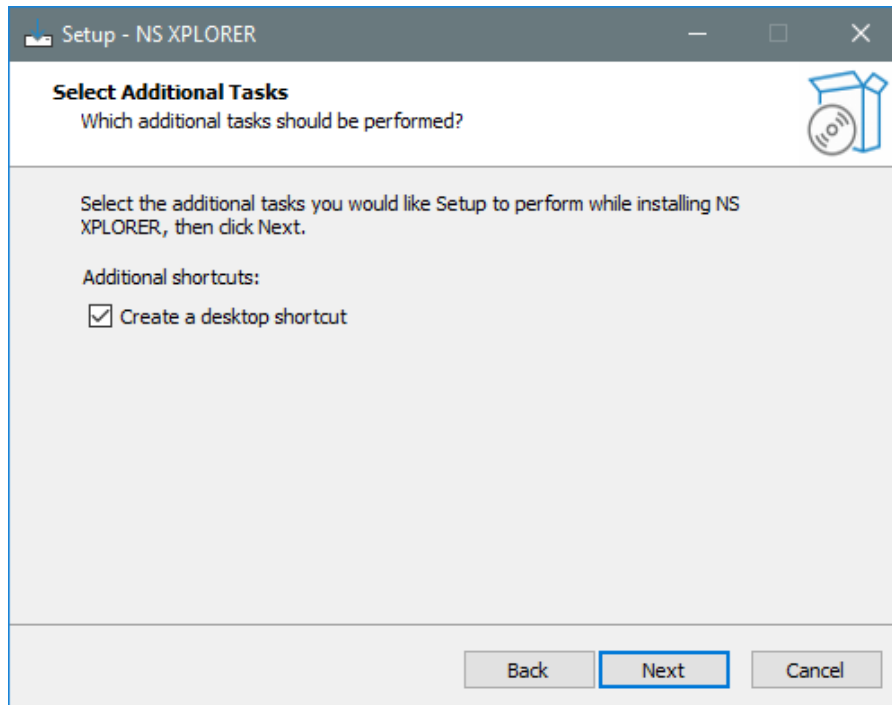 Setup - NS XPLORER
Select Additional Tasks
Which additional tasks should be performed?
Select the additional tasks you would like Setup to perform while installing NS
XPLORER, then click Next.
Additional shortcuts:
Create a desktop shortcut
Back
Next
Cancel